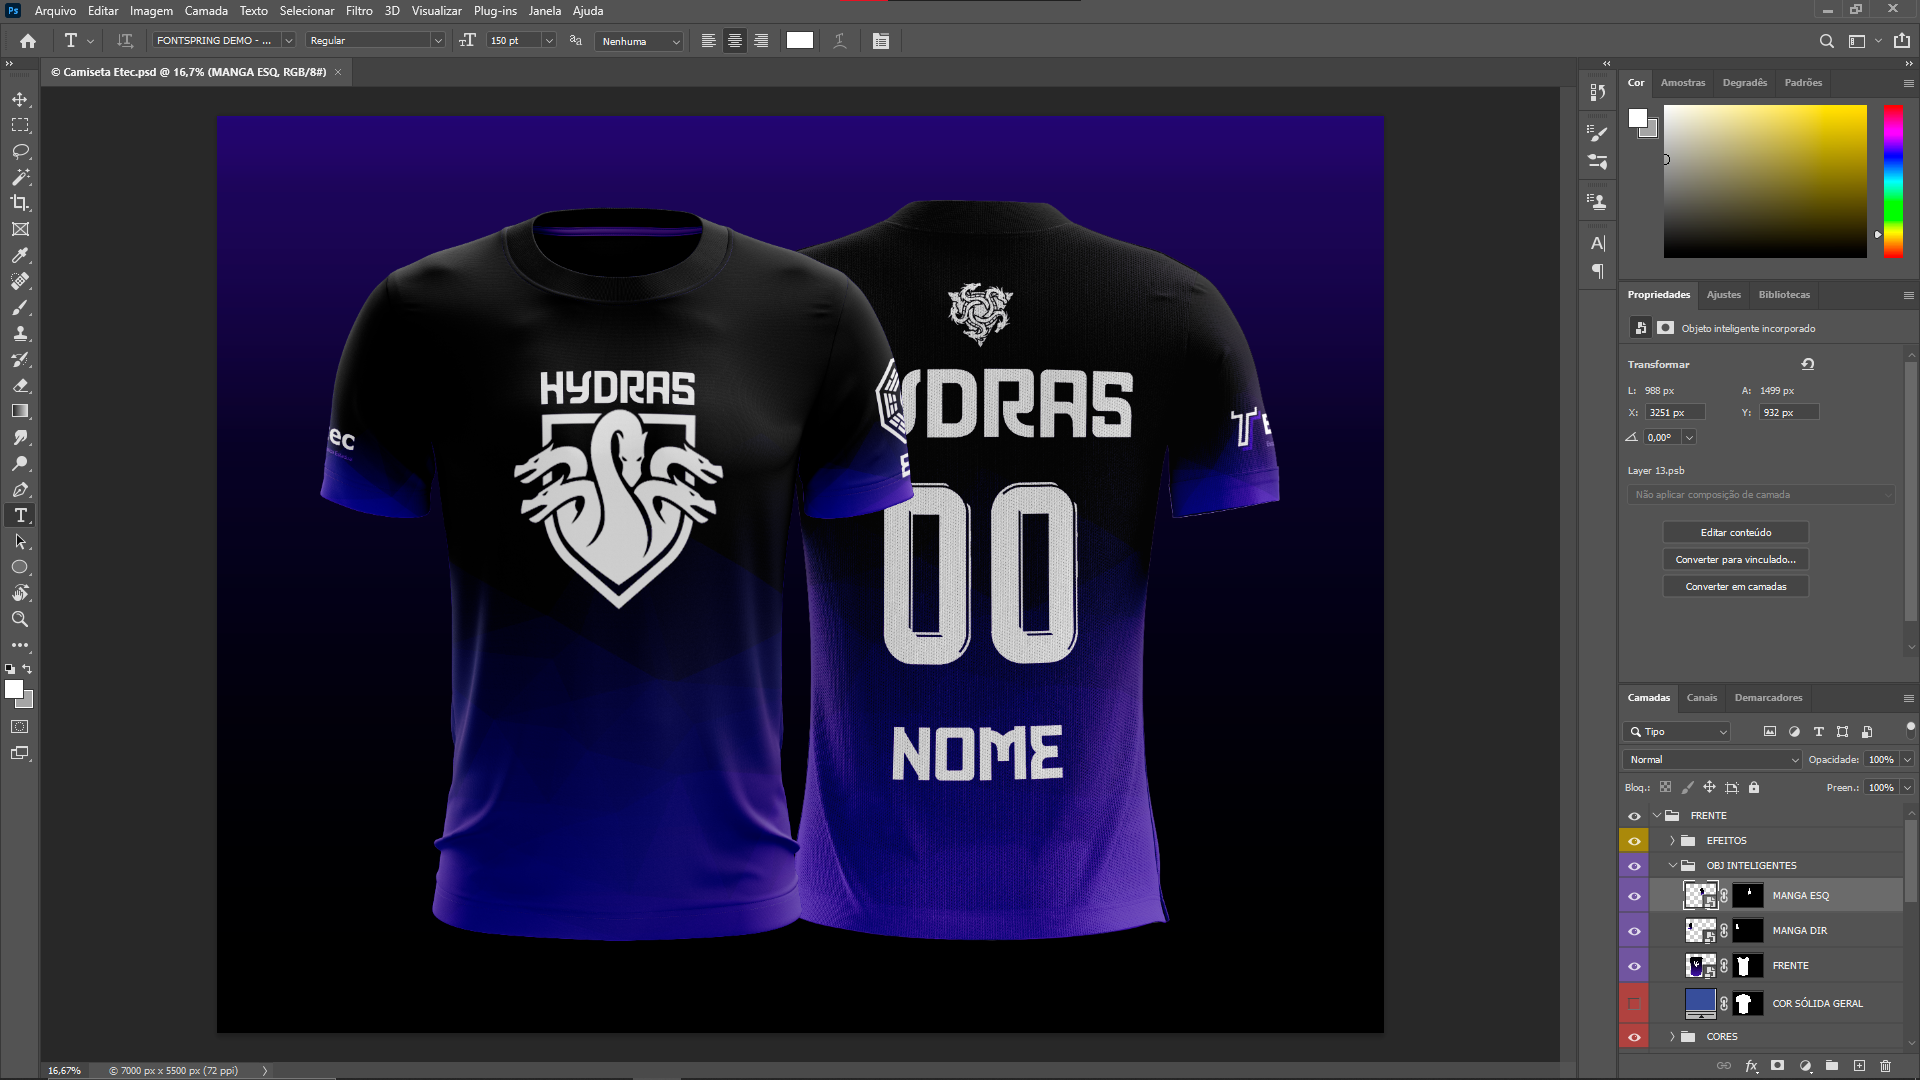 Ps Arquivo Editar Imagem Camada Texto Selecionar Filtro 3D Visualizar Plug-ins Janela Ajuda
T FONTSPRING DEMO - ... Regular 150 pt aa Nenhuma
© Camiseta Etec.psd @ 16,7% (MANGA ESQ, RGB/8#) ×
HYDRAS
ec
YDRAS
00
NOME
TE
E
16,67% © 7000 px x 5500 px (72 ppi)
Cor Amostras Degradês Padrões
Propriedades Ajustes Bibliotecas
Objeto inteligente incorporado
Transformar
L: 988 px A: 1499 px
X: 3251 px Y: 932 px
0,00º
Layer 13.psb
Não aplicar composição de camada
Editar conteúdo
Converter para vinculado...
Converter em camadas
Camadas Canais Demarcadores
Tipo
Normal Opacidade: 100%
Bloq.: Preen.: 100%
FRENTE
EFEITOS
OBJ INTELIGENTES
MANGA ESQ
MANGA DIR
FRENTE
COR SÓLIDA GERAL
CORES
fx